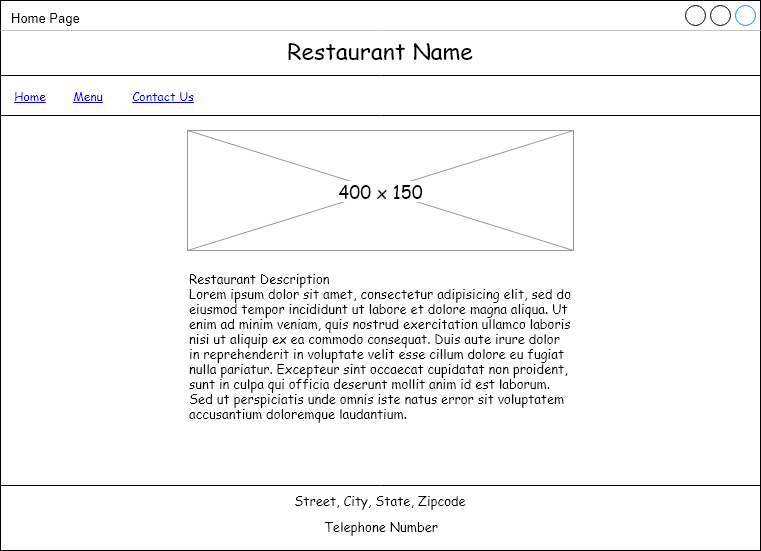 Home Page
Restaurant Name
Home Menu Contact Us
400 x 150
Restaurant Description
Lorem ipsum dolor sit amet, consectetur adipisicing elit, sed do
eiusmod tempor incididunt ut labore et dolore magna aliqua. Ut
enim ad minim veniam, quis nostrud exercitation ullamco laboris
nisi ut aliquip ex ea commodo consequat. Duis aute irure dolor
in reprehenderit in voluptate velit esse cillum dolore eu fugiat
nulla pariatur. Excepteur sint occaecat cupidatat non proident,
sunt in culpa qui officia deserunt mollit anim id est laborum.
Sed ut perspiciatis unde omnis iste natus error sit voluptatem
accusantium doloremque laudantium.
Street, City, State, Zipcode
Telephone Number